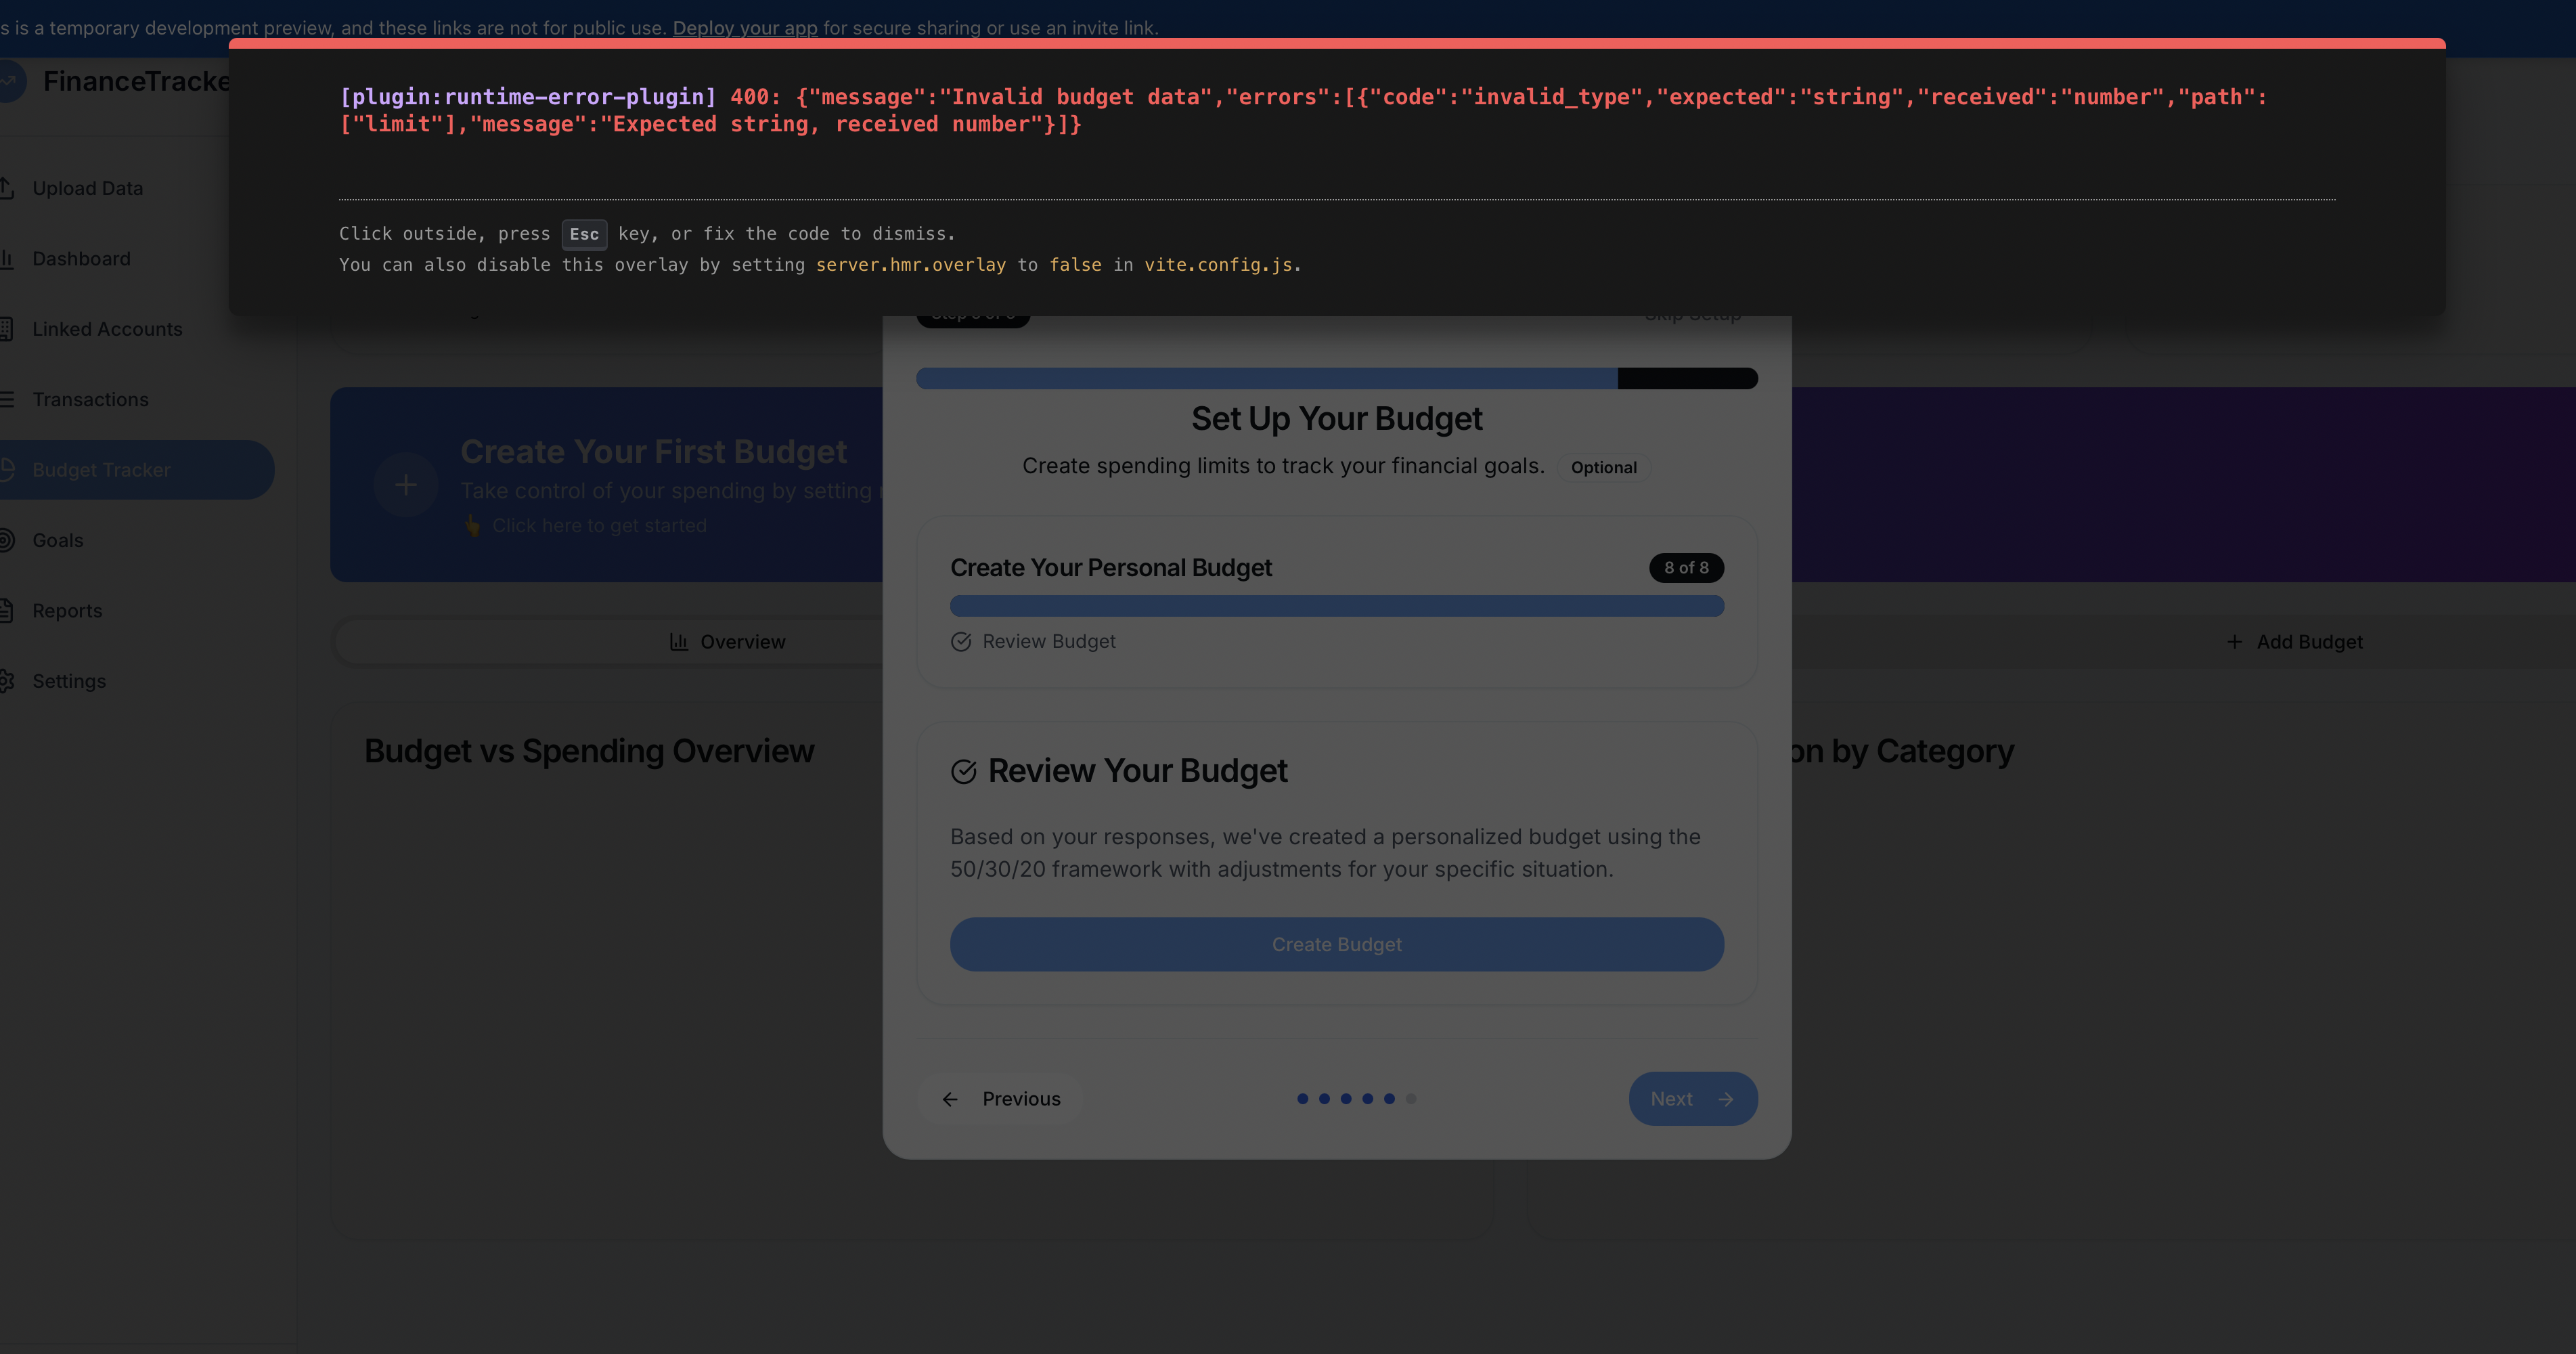 s is a temporary development preview, and these links are not for public use. Deploy your app for secure sharing or use an invite link.
[plugin:runtime-error-plugin] 400: {"message":"Invalid budget data","errors":[{"code":"invalid_type","expected":"string","received":"number","path":
["limit"],"message":"Expected string, received number"}]}
Click outside, press Esc key, or fix the code to dismiss.
You can also disable this overlay by setting server.hmr.overlay to false in vite.config.js.
FinanceTracke
Upload Data
Dashboard
Linked Accounts
Transactions
Budget Tracker
Goals
Reports
Settings
Create Your First Budget
Take control of your spending by setting
👆 Click here to get started
Overview
Add Budget
Budget vs Spending Overview
on by Category
Skip Setup
Set Up Your Budget
Create spending limits to track your financial goals. Optional
Create Your Personal Budget
8 of 8
Review Budget
Review Your Budget
Based on your responses, we've created a personalized budget using the
50/30/20 framework with adjustments for your specific situation.
Create Budget
Previous
Next